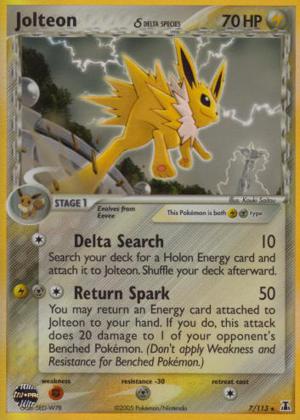 Jolteon δ DELTA SPECIES 70 HP
Illus. Kouki Saitou
STAGE 1 Evolves from Eevee This Pokémon is both type
Delta Search 10
Search your deck for a Holon Energy card and
attach it to Jolteon. Shuffle your deck afterward.
Return Spark 50
You may return an Energy card attached
to Jolteon to your hand. If you do, this attack
does 20 damage to 1 of your opponent's
Benched Pokémon. (Don't apply Weakness and
Resistance for Benched Pokémon.)
weakness resistance -30 retreat cost
©2005 Pokémon/Nintendo 7/113 ★